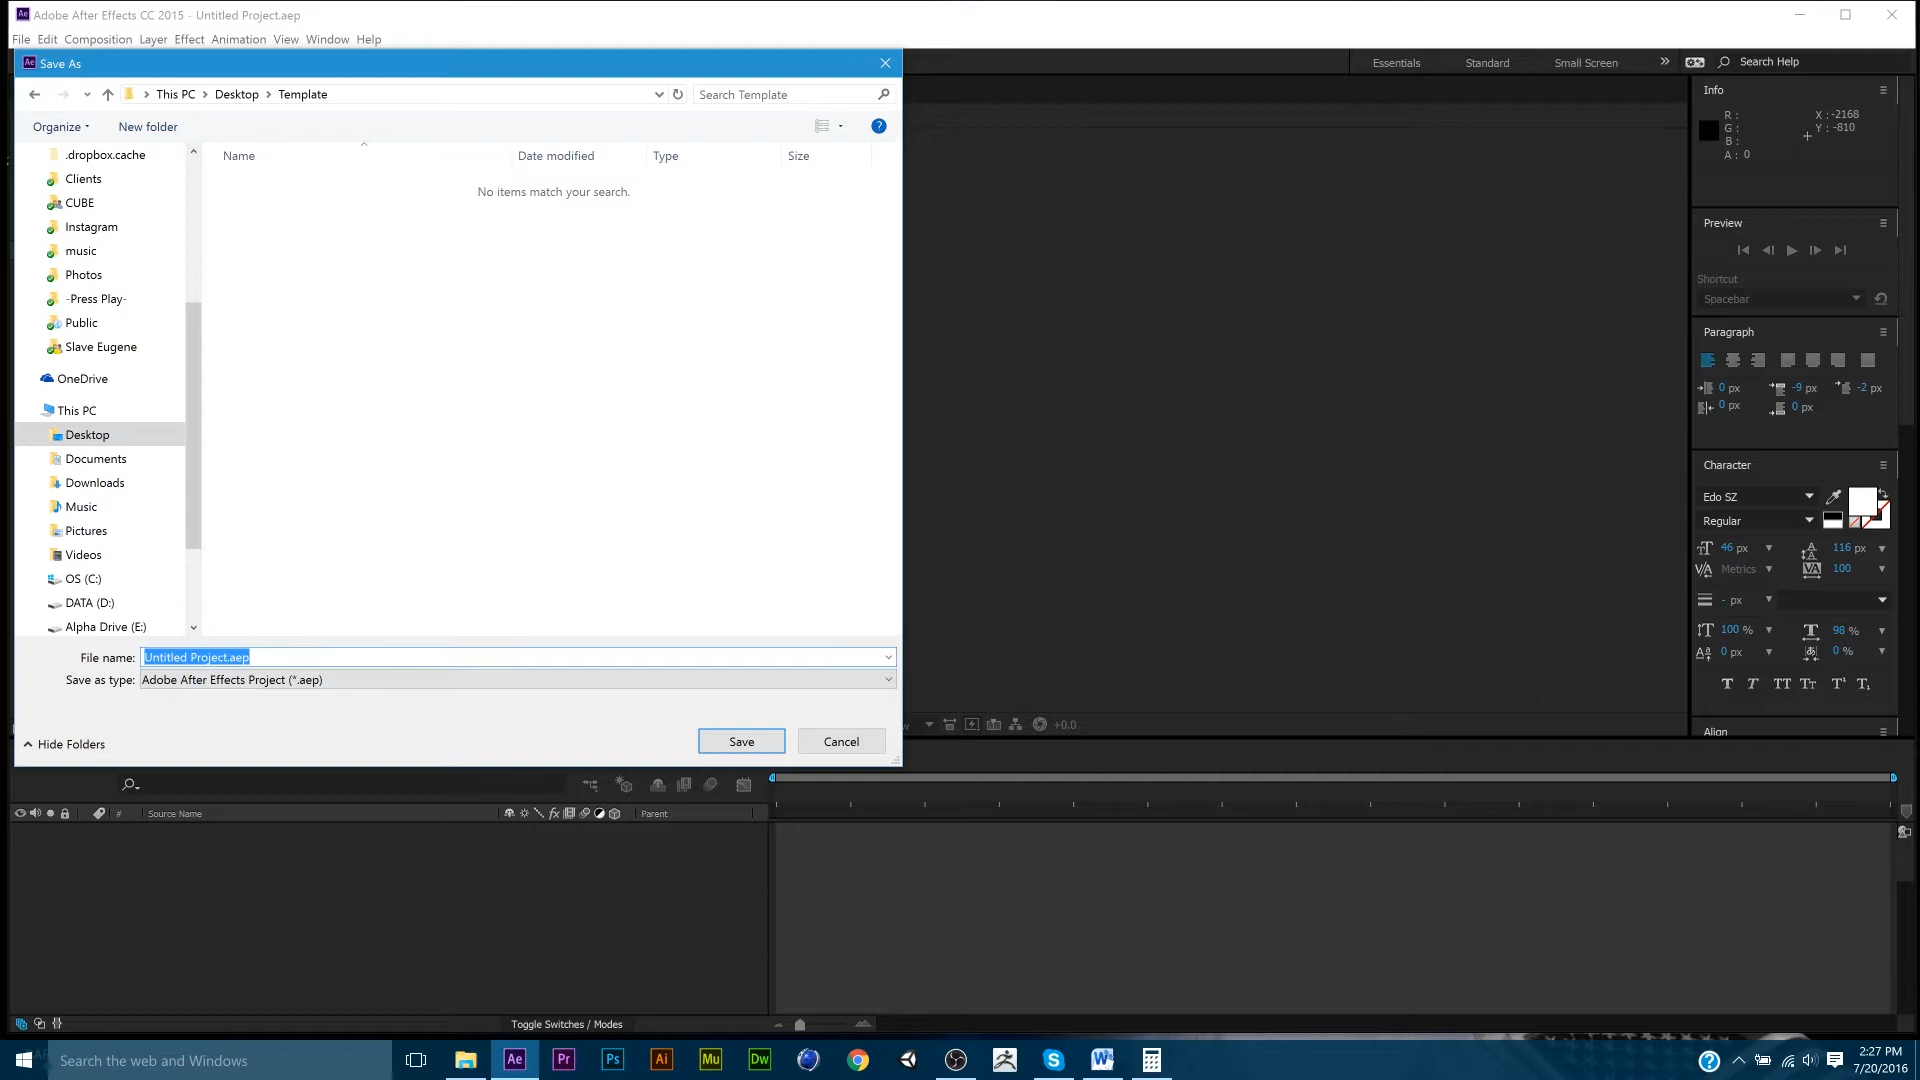 Adobe After Effects CC 2015 - Untitled Project.aep
File Edit Composition Layer Effect Animation View Window Help
Save As
This PC Desktop Template
Search Template
Essentials Standard Small Screen Search Help
Organize New folder
Name Date modified Type Size
No items match your search.
.dropbox.cache
Clients
CUBE
Instagram
music
Photos
-Press Play-
Public
Slave Eugene
OneDrive
This PC
Desktop
Documents
Downloads
Music
Pictures
Videos
OS (C:)
DATA (D:)
Alpha Drive (E:)
File name: Untitled Project.aep
Save as type: Adobe After Effects Project (*.aep)
Hide Folders
Save Cancel
Info
R : X : -2168
G : Y : -810
B :
A : 0
Preview
Shortcut
Spacebar
Paragraph
0 px -9 px -2 px
0 px 0 px
Character
Edo SZ
Regular
46 px 116 px
Metrics 100
- px
100 % 98 %
0 px 0 %
Align
+0.0
# Source Name Parent
Toggle Switches / Modes
Search the web and Windows
Ae Pr Ps Ai Mu Dw
2:27 PM
7/20/2016